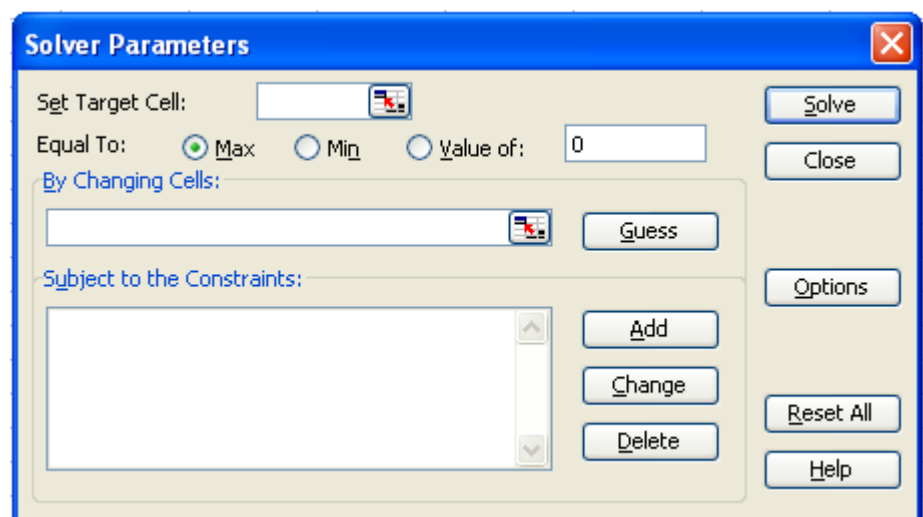 Solver Parameters
Set Target Cell:
Solve
Equal To: Max Min Value of: 0
Close
By Changing Cells:
Guess
Subject to the Constraints:
Options
Add
Change
Reset All
Delete
Help